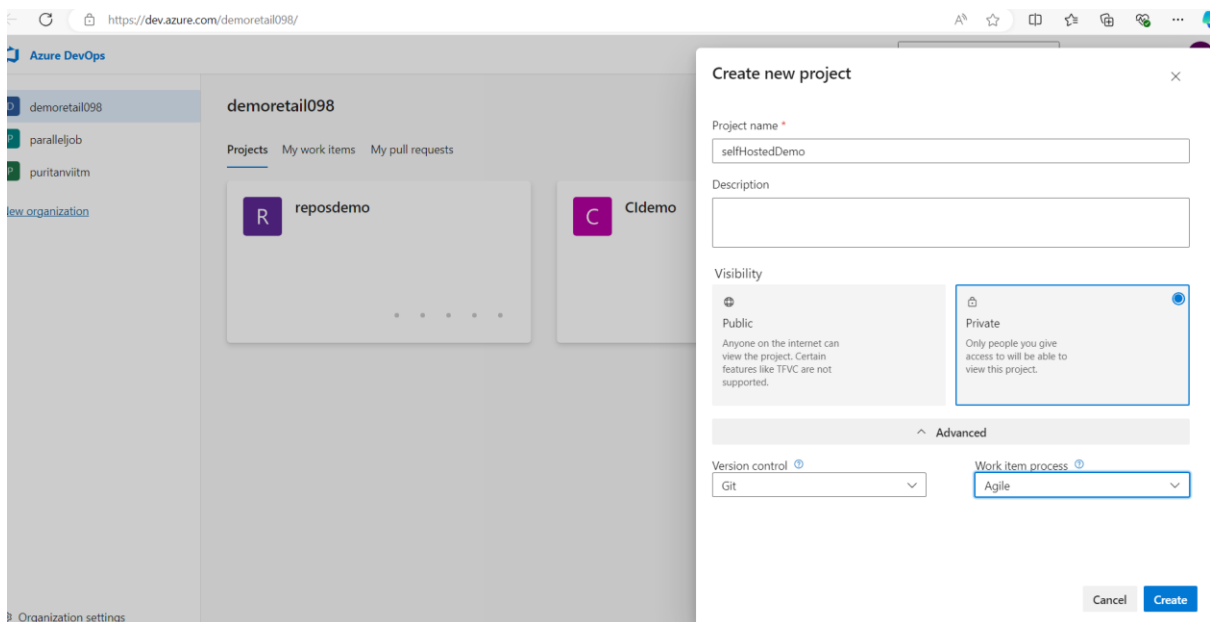 https://dev.azure.com/demoretail098/
Azure DevOps
demoretail098
paralleljob
puritanviitm
New organization
Organization settings
demoretail098
Projects My work items My pull requests
R reposdemo
C CIdemo
Create new project
Project name *
selfHostedDemo
Description
Visibility
Public
Anyone on the internet can
view the project. Certain
features like TFVC are not
supported.
Private
Only people you give
access to will be able to
view this project.
Advanced
Version control
Git
Work item process
Agile
Cancel Create